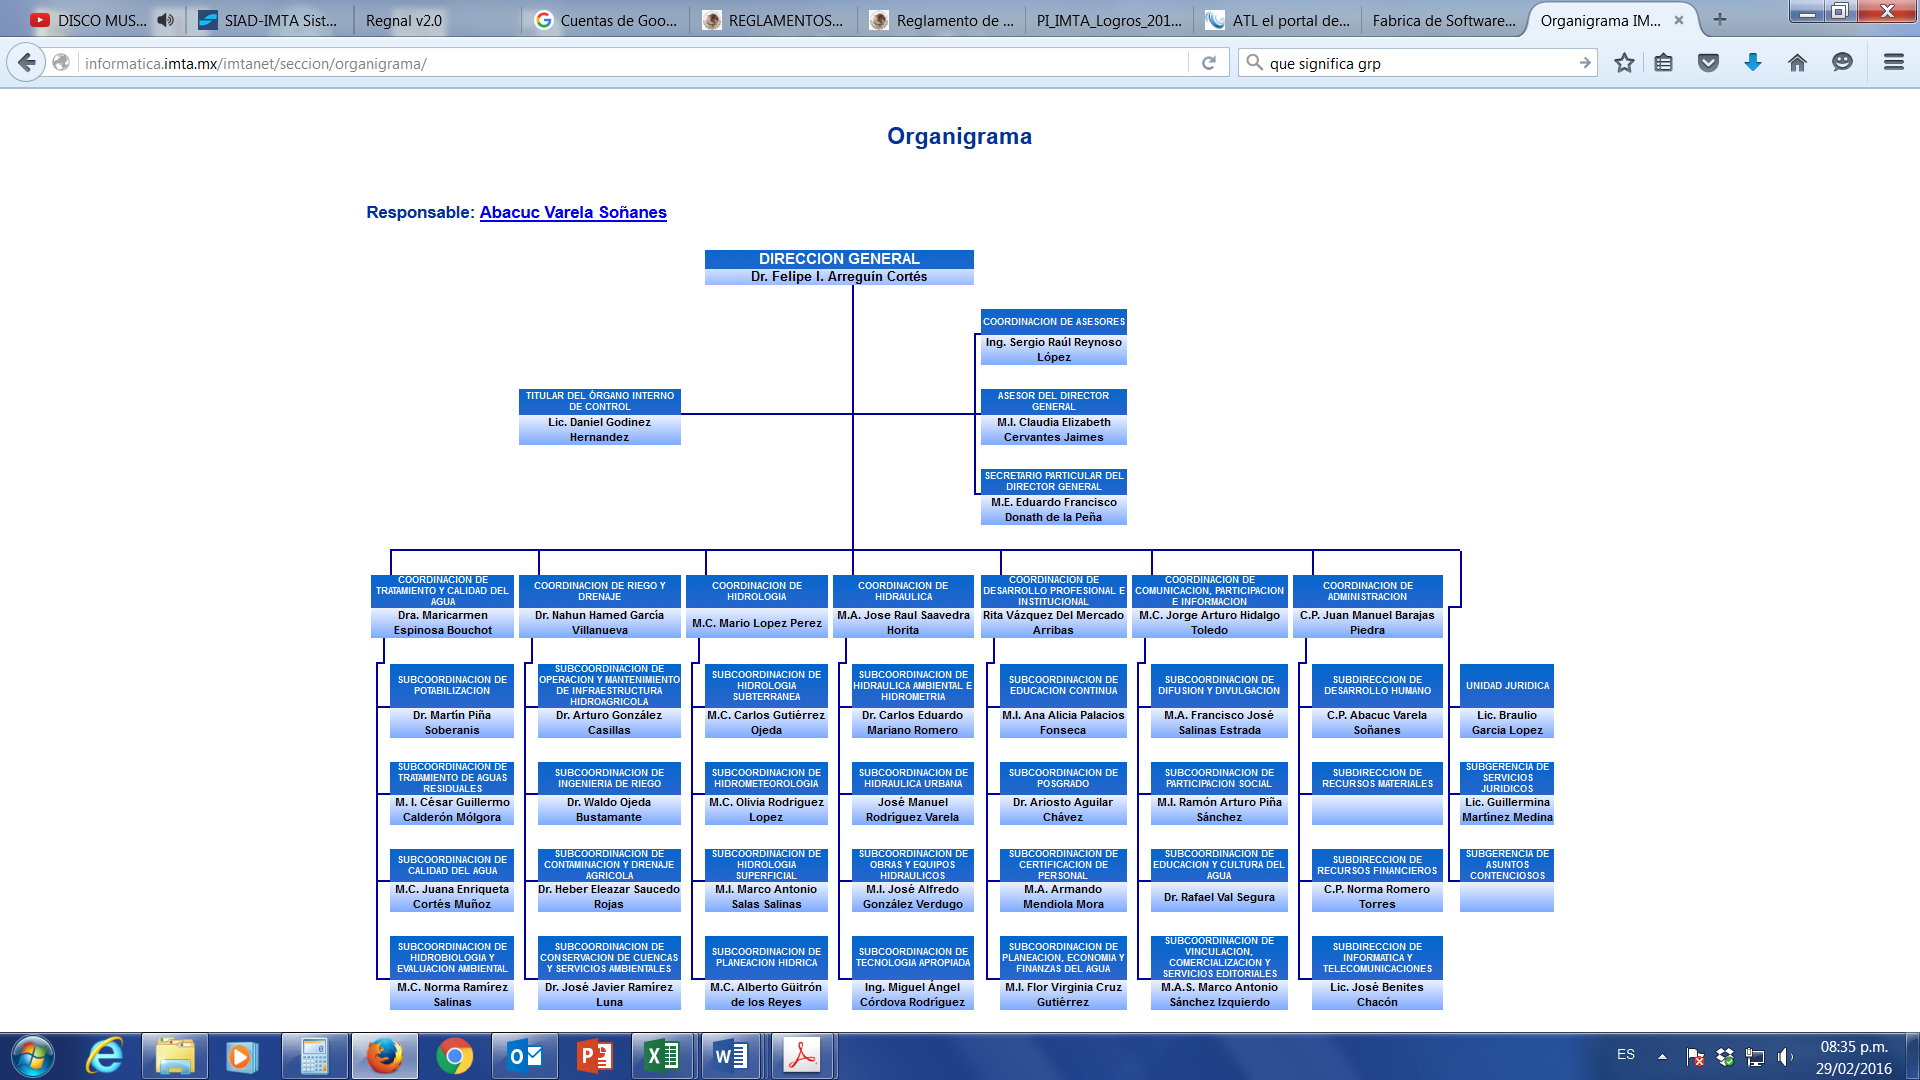 DISCO MUS...
SIAD-IMTA Sist...
Regnal v2.0
Cuentas de Goo...
REGLAMENTOS...
Reglamento de ...
PI_IMTA_Logros_201...
ATL el portal de...
Fabrica de Software...
Organigrama IM...
informatica.imta.mx/imtanet/seccion/organigrama/
que significa grp
Organigrama
Responsable: Abacuc Varela Soñanes
DIRECCION GENERAL
Dr. Felipe I. Arreguín Cortés
COORDINACION DE ASESORES
Ing. Sergio Raúl Reynoso
López
TITULAR DEL ÓRGANO INTERNO
DE CONTROL
Lic. Daniel Godinez
Hernandez
ASESOR DEL DIRECTOR
GENERAL
M.I. Claudia Elizabeth
Cervantes Jaimes
SECRETARIO PARTICULAR DEL
DIRECTOR GENERAL
M.E. Eduardo Francisco
Donath de la Peña
COORDINACION DE
TRATAMIENTO Y CALIDAD DEL
AGUA
Dra. Maricarmen
Espinosa Bouchot
COORDINACION DE RIEGO Y
DRENAJE
Dr. Nahun Hamed García
Villanueva
COORDINACION DE
HIDROLOGIA
M.C. Mario Lopez Perez
COORDINACION DE
HIDRAULICA
M.A. Jose Raul Saavedra
Horita
COORDINACION DE
DESARROLLO PROFESIONAL E
INSTITUCIONAL
Rita Vázquez Del Mercado
Arribas
COORDINACION DE
COMUNICACION, PARTICIPACION
E INFORMACION
M.C. Jorge Arturo Hidalgo
Toledo
COORDINACION DE
ADMINISTRACION
C.P. Juan Manuel Barajas
Piedra
SUBCOORDINACION DE
POTABILIZACION
Dr. Martín Piña
Soberanis
SUBCOORDINACION DE
OPERACION Y MANTENIMIENTO
DE INFRAESTRUCTURA
HIDROAGRICOLA
Dr. Arturo González
Casillas
SUBCOORDINACION DE
HIDROLOGIA
SUBTERRANEA
M.C. Carlos Gutiérrez
Ojeda
SUBCOORDINACION DE
HIDRAULICA AMBIENTAL E
HIDROMETRIA
Dr. Carlos Eduardo
Mariano Romero
SUBCOORDINACION DE
EDUCACION CONTINUA
M.I. Ana Alicia Palacios
Fonseca
SUBCOORDINACION DE
DIFUSION Y DIVULGACION
M.A. Francisco José
Salinas Estrada
SUBDIRECCION DE
DESARROLLO HUMANO
C.P. Abacuc Varela
Soñanes
UNIDAD JURIDICA
Lic. Braulio
Garcia Lopez
SUBCOORDINACION DE
TRATAMIENTO DE AGUAS
RESIDUALES
M. I. César Guillermo
Calderón Mólgora
SUBCOORDINACION DE
INGENIERIA DE RIEGO
Dr. Waldo Ojeda
Bustamante
SUBCOORDINACION DE
HIDROMETEOROLOGIA
M.C. Olivia Rodriguez
Lopez
SUBCOORDINACION DE
HIDRAULICA URBANA
José Manuel
Rodríguez Varela
SUBCOORDINACION DE
POSGRADO
Dr. Ariosto Aguilar
Chávez
SUBCOORDINACION DE
PARTICIPACION SOCIAL
M.I. Ramón Arturo Piña
Sánchez
SUBDIRECCION DE
RECURSOS MATERIALES
SUBGERENCIA DE
SERVICIOS
JURIDICOS
Lic. Guillermina
Martínez Medina
SUBCOORDINACION DE
CALIDAD DEL AGUA
M.C. Juana Enriqueta
Cortés Muñoz
SUBCOORDINACION DE
CONTAMINACION Y DRENAJE
AGRICOLA
Dr. Heber Eleazar Saucedo
Rojas
SUBCOORDINACION DE
HIDROLOGIA
SUPERFICIAL
M.I. Marco Antonio
Salas Salinas
SUBCOORDINACION DE
OBRAS Y EQUIPOS
HIDRAULICOS
M.I. José Alfredo
González Verdugo
SUBCOORDINACION DE
CERTIFICACION DE
PERSONAL
M.A. Armando
Mendiola Mora
SUBCOORDINACION DE
EDUCACION Y CULTURA DEL
AGUA
Dr. Rafael Val Segura
SUBDIRECCION DE
RECURSOS FINANCIEROS
C.P. Norma Romero
Torres
SUBGERENCIA DE
ASUNTOS
CONTENCIOSOS
SUBCOORDINACION DE
HIDROBIOLOGIA Y
EVALUACION AMBIENTAL
M.C. Norma Ramírez
Salinas
SUBCOORDINACION DE
CONSERVACION DE CUENCAS
Y SERVICIOS AMBIENTALES
Dr. José Javier Ramírez
Luna
SUBCOORDINACION DE
PLANEACION HIDRICA
M.C. Alberto Güitrón
de los Reyes
SUBCOORDINACION DE
TECNOLOGIA APROPIADA
Ing. Miguel Ángel
Córdova Rodríguez
SUBCOORDINACION DE
PLANEACION, ECONOMIA Y
FINANZAS DEL AGUA
M.I. Flor Virginia Cruz
Gutiérrez
SUBCOORDINACION DE
VINCULACION,
COMERCIALIZACION Y
SERVICIOS EDITORIALES
M.A.S. Marco Antonio
Sánchez Izquierdo
SUBDIRECCION DE
INFORMATICA Y
TELECOMUNICACIONES
Lic. José Benites
Chacón
ES
08:35 p.m.
29/02/2016